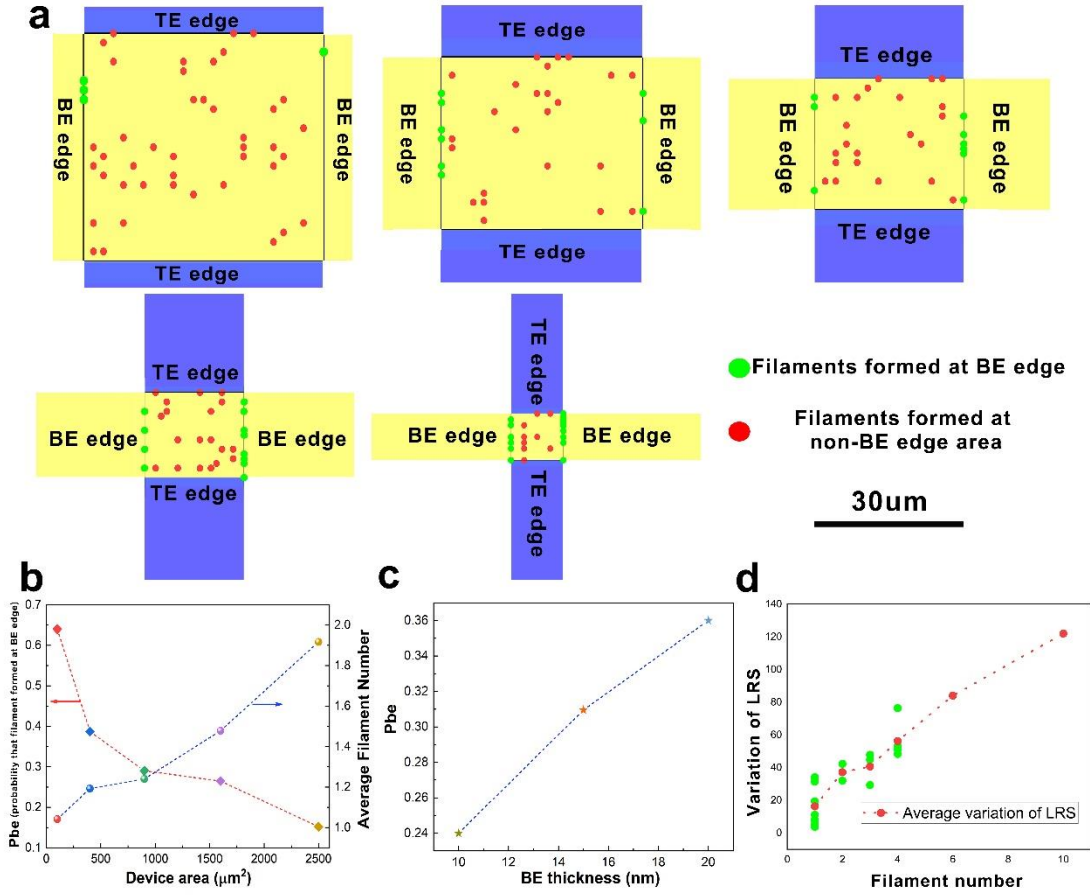 a
TE edge
BE edge
BE edge
TE edge
TE edge
BE edge
BE edge
TE edge
TE edge
BE edge
BE edge
TE edge
TE edge
BE edge
BE edge
TE edge
TE edge
BE edge
BE edge
TE edge
Filaments formed at BE edge
Filaments formed at
non-BE edge area
30um
b
Pbe (probability that filament formed at BE edge)
0.7
0.6
0.5
0.4
0.3
0.2
0.1
0
500
1000
1500
2000
2500
Device area (μm²)
2.0
1.8
1.6
1.4
1.2
1.0
Average Filament Number
c
Pbe
0.36
0.34
0.32
0.30
0.28
0.26
0.24
10
12
14
16
18
20
BE thickness (nm)
d
Variation of LRS
140
120
100
80
60
40
20
0
0
2
4
6
8
10
Filament number
Average variation of LRS